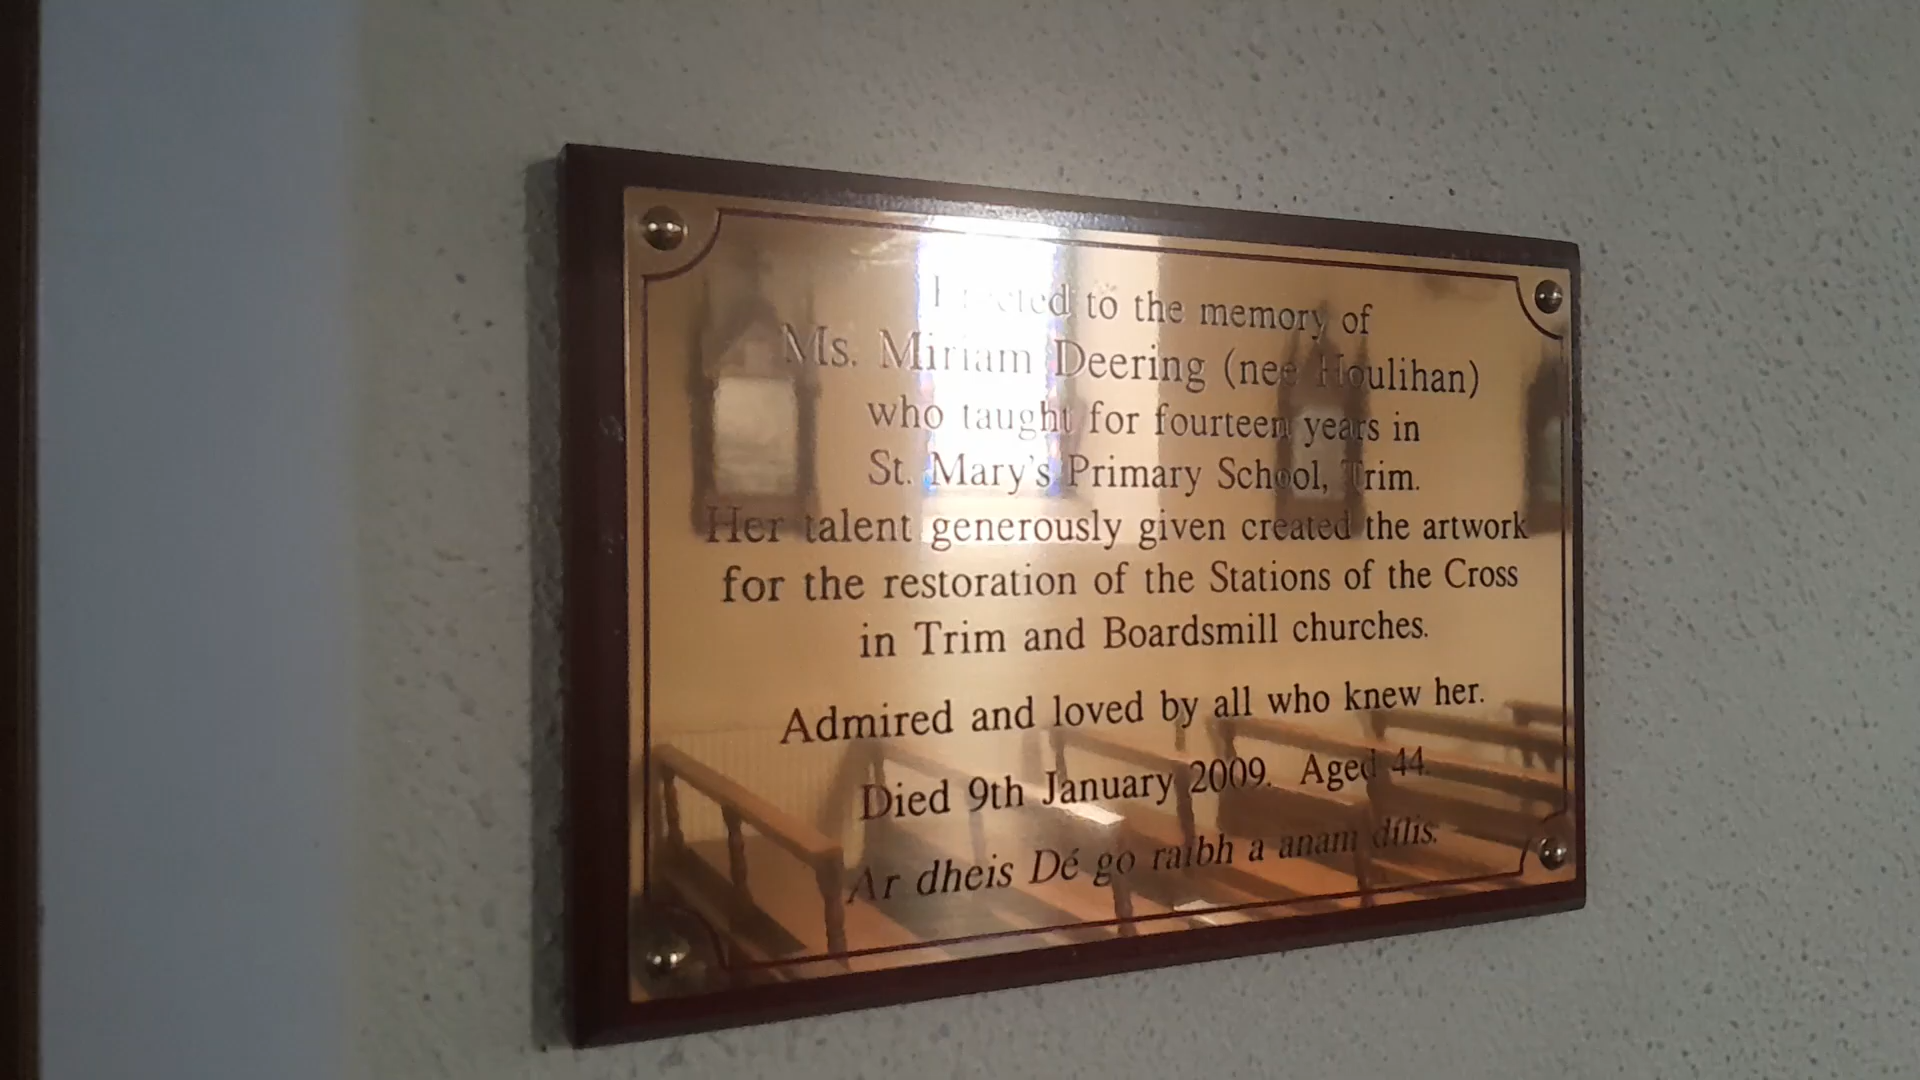 Erected to the memory of
Ms. Miriam Deering (nee Houlihan)
who taught for fourteen years in
St. Mary's Primary School, Trim.
Her talent generously given created the artwork
for the restoration of the Stations of the Cross
in Trim and Boardsmill churches.
Admired and loved by all who knew her.
Died 9th January 2009. Aged 44.
Ar dheis Dé go raibh a anam dílis.